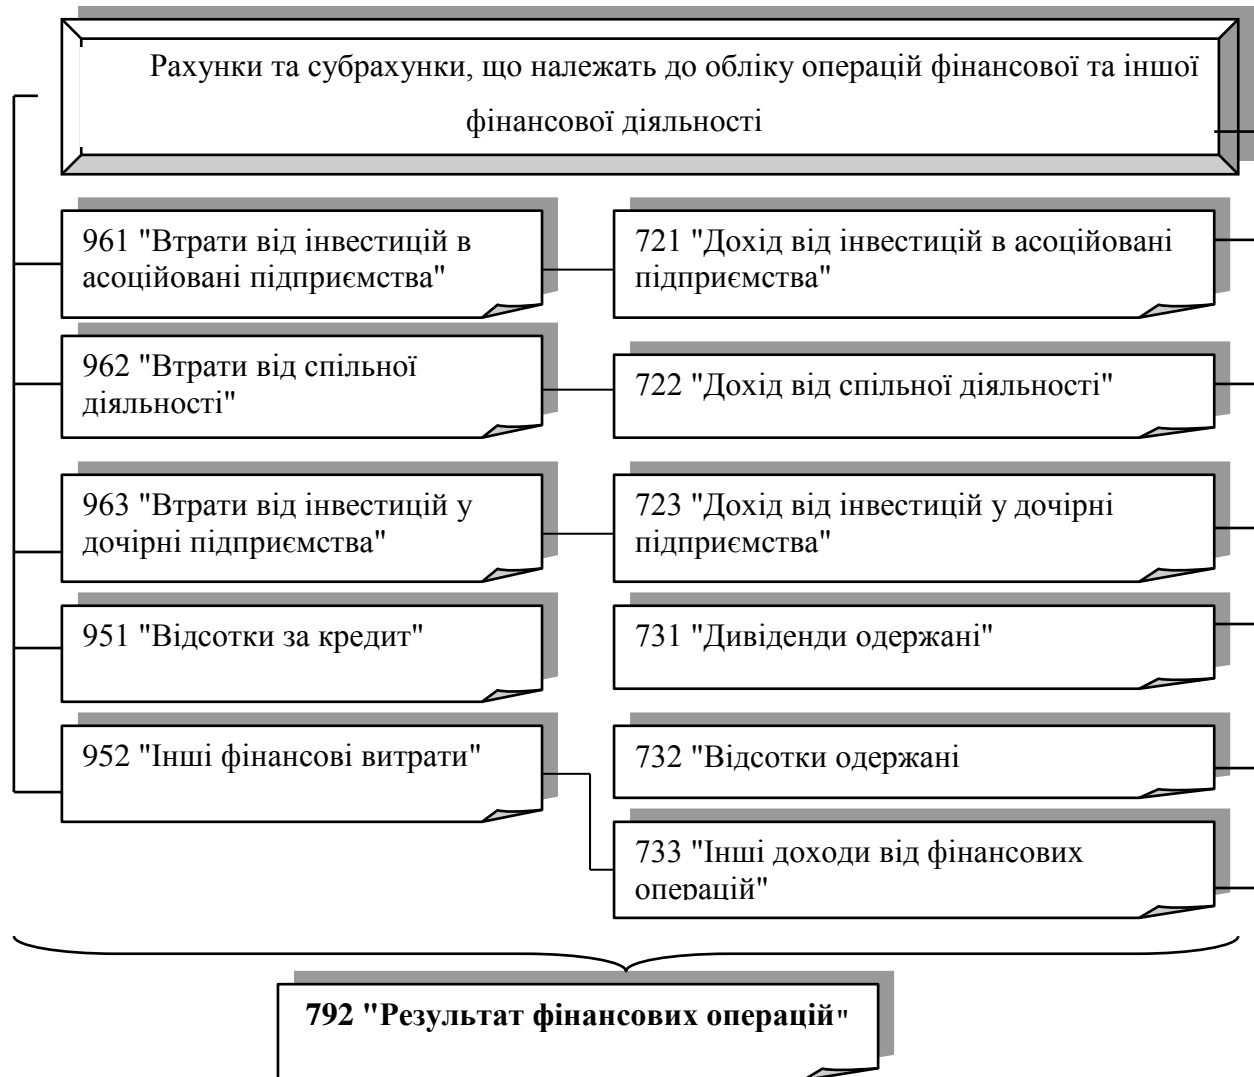 Рахунки та субрахунки, що належать до обліку операцій фінансової та іншої
фінансової діяльності
961 "Втрати від інвестицій в
асоційовані підприємства"
721 "Дохід від інвестицій в асоційовані
підприємства"
962 "Втрати від спільної
діяльності"
722 "Дохід від спільної діяльності"
963 "Втрати від інвестицій у
дочірні підприємства"
723 "Дохід від інвестицій у дочірні
підприємства"
951 "Відсотки за кредит"
731 "Дивіденди одержані"
952 "Інші фінансові витрати"
732 "Відсотки одержані
733 "Інші доходи від фінансових
операцій"
792 "Результат фінансових операцій"